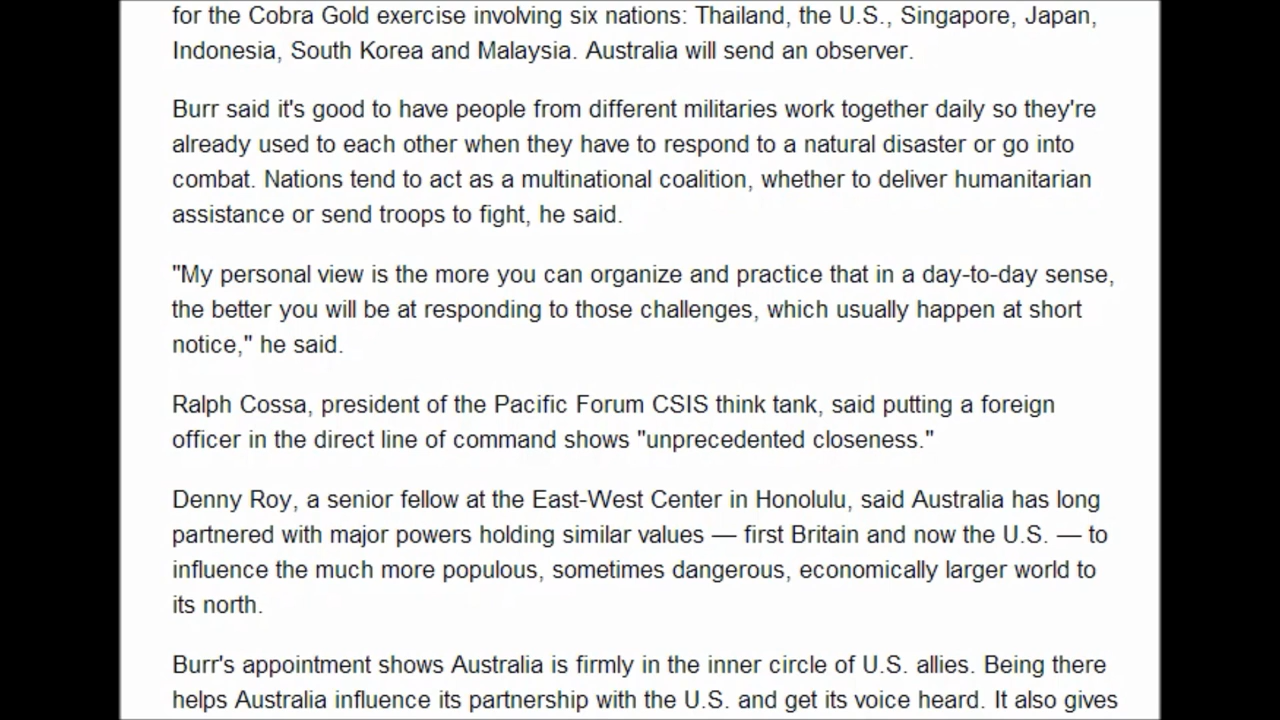 for the Cobra Gold exercise involving six nations: Thailand, the U.S., Singapore, Japan,
Indonesia, South Korea and Malaysia. Australia will send an observer.
Burr said it's good to have people from different militaries work together daily so they're
already used to each other when they have to respond to a natural disaster or go into
combat. Nations tend to act as a multinational coalition, whether to deliver humanitarian
assistance or send troops to fight, he said.
"My personal view is the more you can organize and practice that in a day-to-day sense,
the better you will be at responding to those challenges, which usually happen at short
notice," he said.
Ralph Cossa, president of the Pacific Forum CSIS think tank, said putting a foreign
officer in the direct line of command shows "unprecedented closeness."
Denny Roy, a senior fellow at the East-West Center in Honolulu, said Australia has long
partnered with major powers holding similar values — first Britain and now the U.S. — to
influence the much more populous, sometimes dangerous, economically larger world to
its north.
Burr's appointment shows Australia is firmly in the inner circle of U.S. allies. Being there
helps Australia influence its partnership with the U.S. and get its voice heard. It also gives